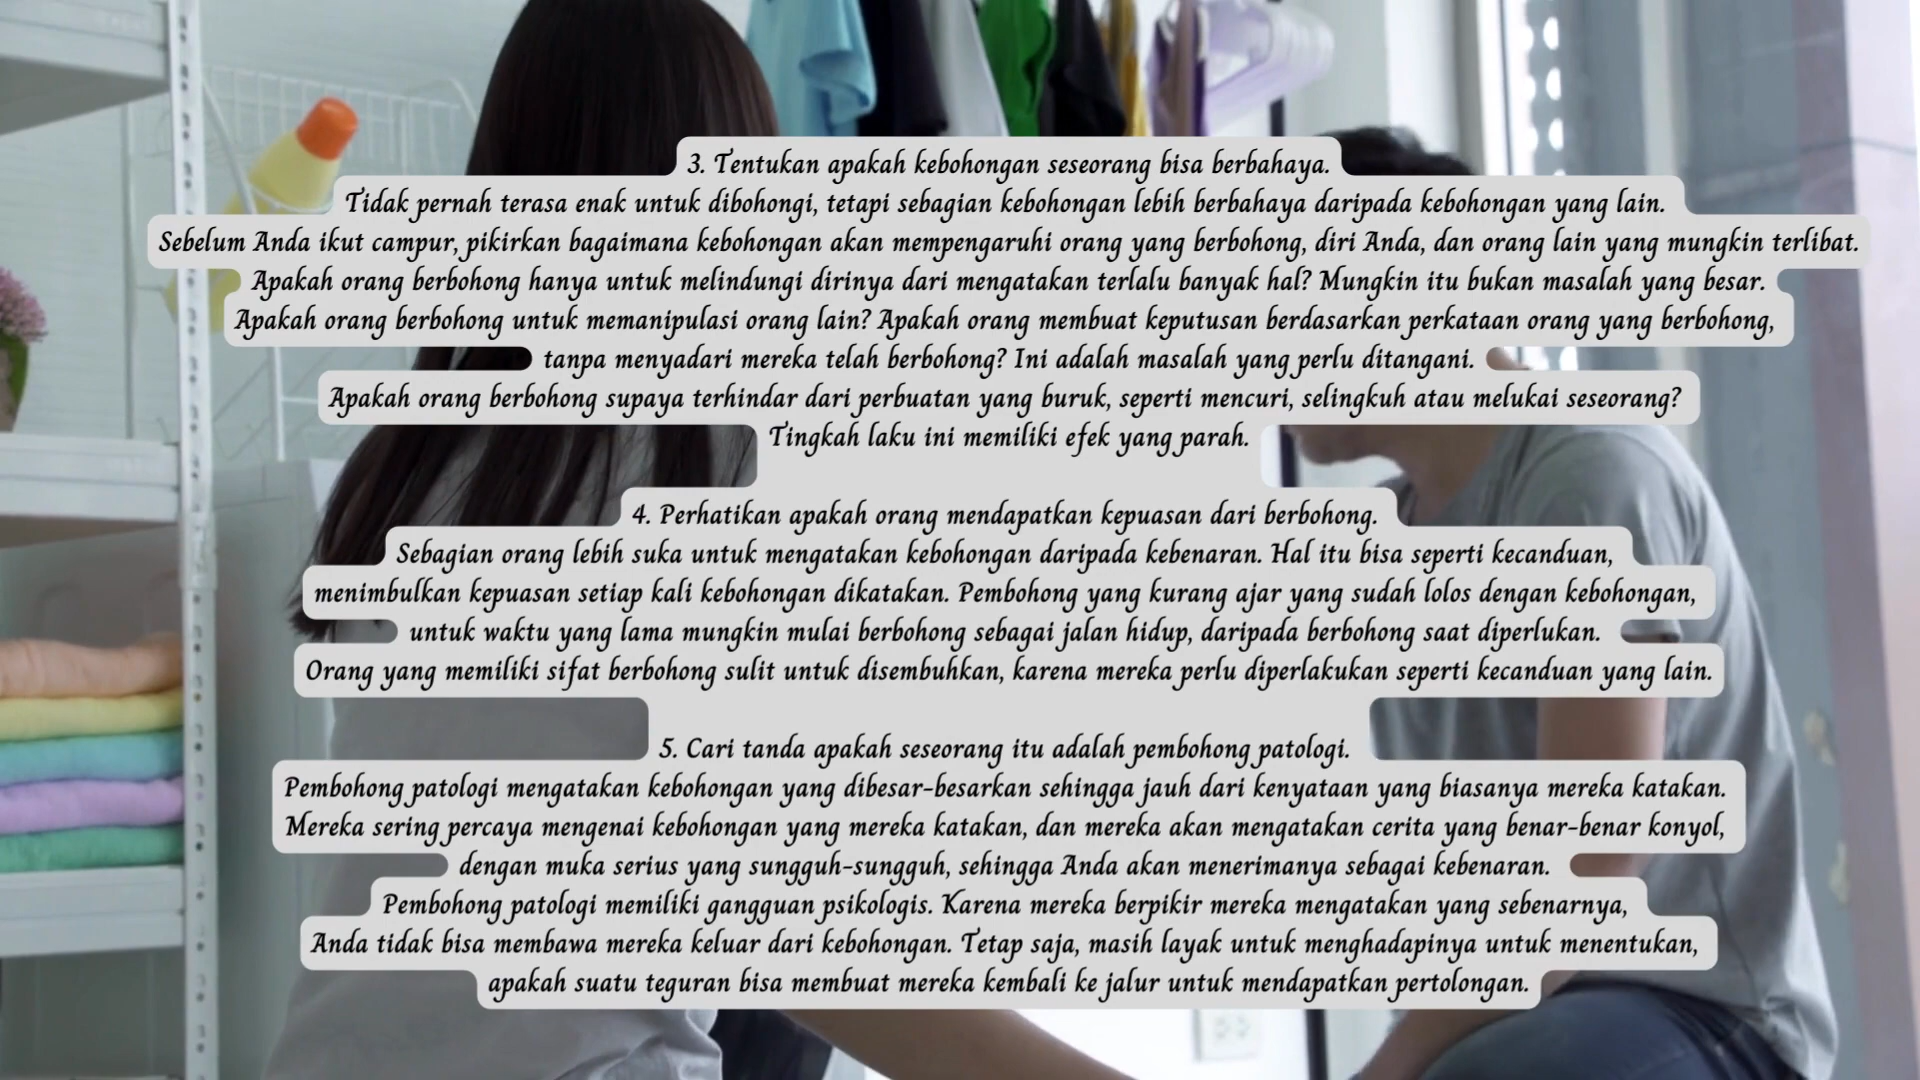 3. Tentukan apakah kebohongan seseorang bisa berbahaya.
Tidak pernah terasa enak untuk dibohongi, tetapi sebagian kebohongan lebih berbahaya daripada kebohongan yang lain.
Sebelum Anda ikut campur, pikirkan bagaimana kebohongan akan mempengaruhi orang yang berbohong, diri Anda, dan orang lain yang mungkin terlibat.
Apakah orang berbohong hanya untuk melindungi dirinya dari mengatakan terlalu banyak hal? Mungkin itu bukan masalah yang besar.
Apakah orang berbohong untuk memanipulasi orang lain? Apakah orang membuat keputusan berdasarkan perkataan orang yang berbohong,
tanpa menyadari mereka telah berbohong? Ini adalah masalah yang perlu ditangani.
Apakah orang berbohong supaya terhindar dari perbuatan yang buruk, seperti mencuri, selingkuh atau melukai seseorang?
Tingkah laku ini memiliki efek yang parah.
4. Perhatikan apakah orang mendapatkan kepuasan dari berbohong.
Sebagian orang lebih suka untuk mengatakan kebohongan daripada kebenaran. Hal itu bisa seperti kecanduan,
menimbulkan kepuasan setiap kali kebohongan dikatakan. Pembohong yang kurang ajar yang sudah lolos dengan kebohongan,
untuk waktu yang lama mungkin mulai berbohong sebagai jalan hidup, daripada berbohong saat diperlukan.
Orang yang memiliki sifat berbohong sulit untuk disembuhkan, karena mereka perlu diperlakukan seperti kecanduan yang lain.
5. Cari tanda apakah seseorang itu adalah pembohong patologi.
Pembohong patologi mengatakan kebohongan yang dibesar-besarkan sehingga jauh dari kenyataan yang biasanya mereka katakan.
Mereka sering percaya mengenai kebohongan yang mereka katakan, dan mereka akan mengatakan cerita yang benar-benar konyol,
dengan muka serius yang sungguh-sungguh, sehingga Anda akan menerimanya sebagai kebenaran.
Pembohong patologi memiliki gangguan psikologis. Karena mereka berpikir mereka mengatakan yang sebenarnya,
Anda tidak bisa membawa mereka keluar dari kebohongan. Tetap saja, masih layak untuk menghadapinya untuk menentukan,
apakah suatu teguran bisa membuat mereka kembali ke jalur untuk mendapatkan pertolongan.